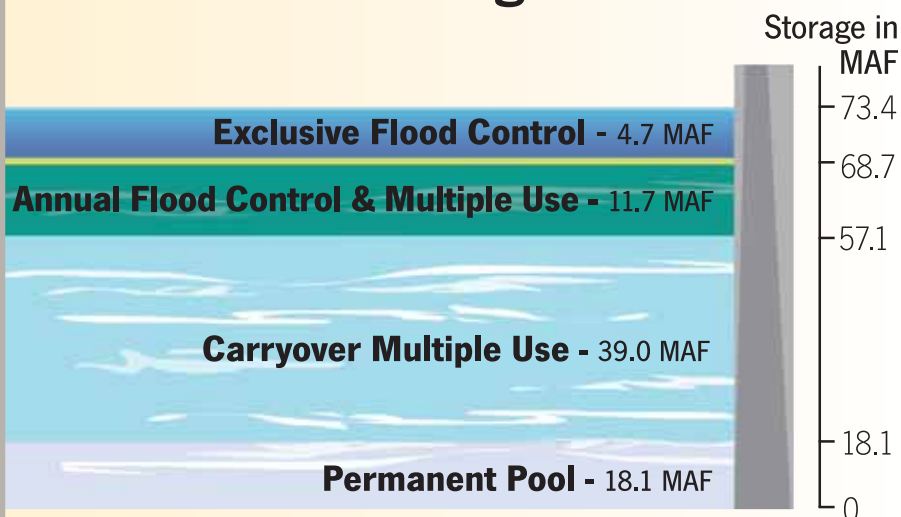 Storage in
MAF
73.4
Exclusive Flood Control - 4.7 MAF
68.7
Annual Flood Control & Multiple Use - 11.7 MAF
57.1
Carryover Multiple Use - 39.0 MAF
18.1
Permanent Pool - 18.1 MAF
0